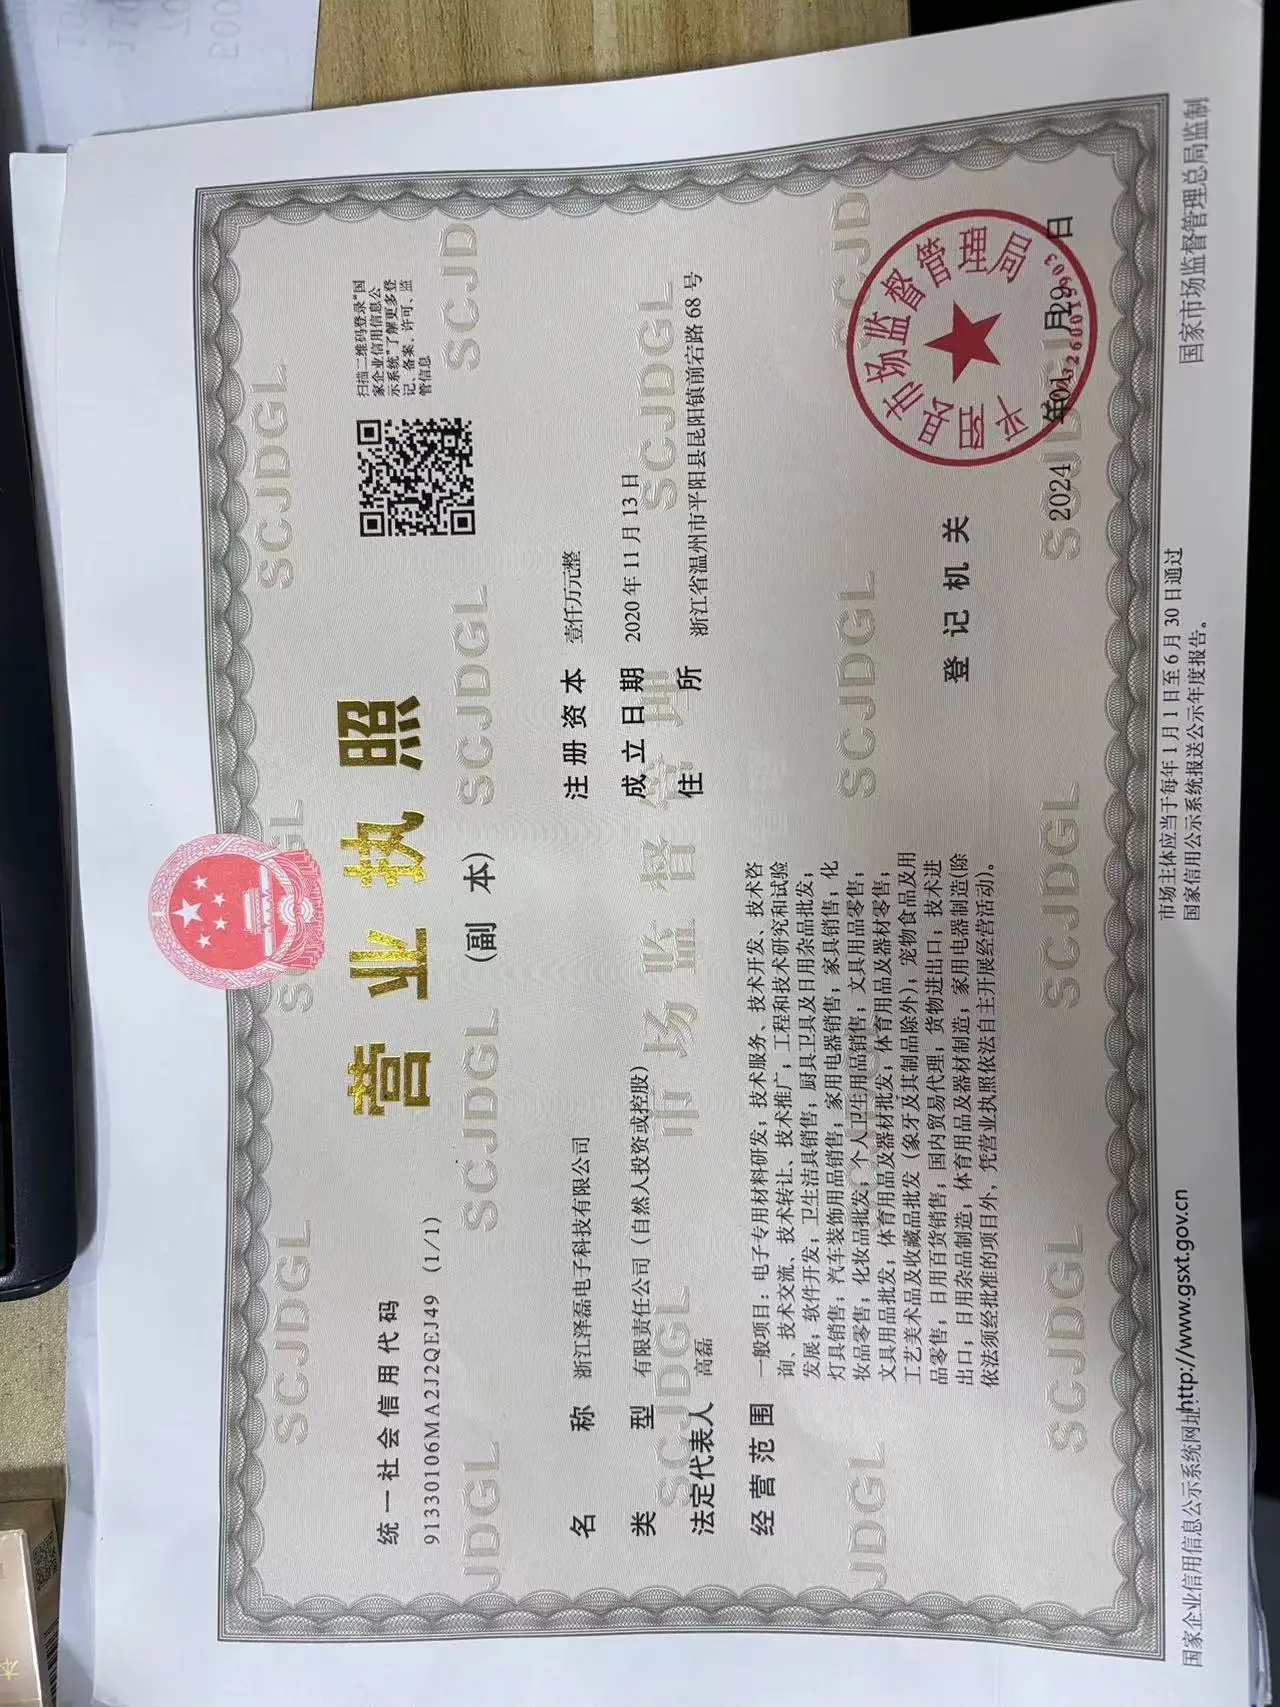 统一社会信用代码
91330106MA2J2QEJ49 (1/1)
营业执照
(副 本)
扫描二维码登录"国
家企业信用信息公
示系统"了解更多登
记、备案、许可、监
管信息
名 称 浙江泽磊电子科技有限公司
类 型 有限责任公司(自然人投资或控股)
法定代表人 高磊
经营范围 一般项目:电子专用材料研发;技术服务、技术开发、技术咨
询、技术交流、技术转让、技术推广;工程和技术研究和试验
发展;软件开发;卫生洁具销售;厨具卫具及日用杂品批发;
灯具销售;汽车装饰用品销售;家用电器销售;家具销售;化
妆品零售;化妆品批发;个人卫生用品销售;文具用品零售;
文具用品批发;体育用品及器材批发;体育用品及器材零售;
工艺美术品及收藏品批发(象牙及其制品除外);宠物食品及用
品零售;日用百货销售;国内贸易代理;货物进出口;技术进
出口;日用杂品制造;体育用品及器材制造;家用电器制造(除
依法须经批准的项目外,凭营业执照依法自主开展经营活动)。
注册资本 壹仟万元整
成立日期 2020年11月13日
住 所 浙江省温州市平阳县昆阳镇前宕路68号
登记机关
平阳县市场监督管理局
2024年01月29日
国家企业信用信息公示系统网址:http://www.gsxt.gov.cn
市场主体应当于每年1月1日至6月30日通过
国家信用公示系统报送公示年度报告。
国家市场监督管理总局监制
SCJDGL
市场监督管理